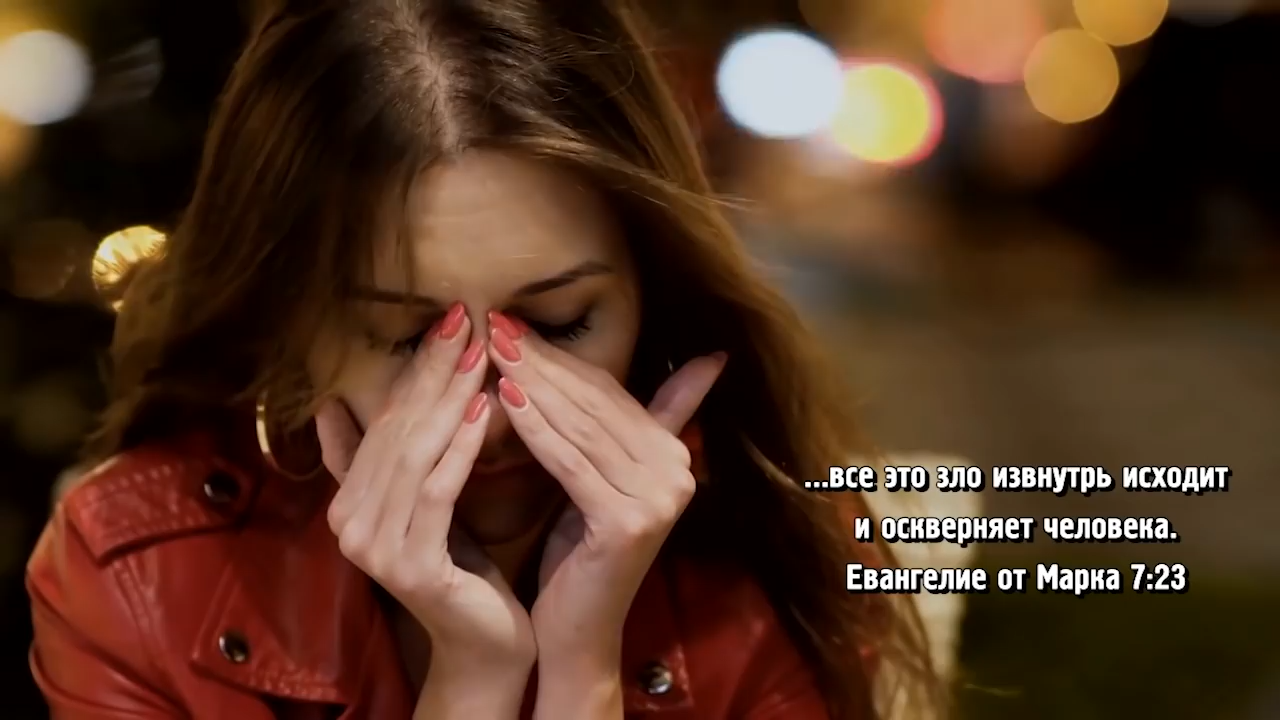 ...все это зло извнутрь исходит
и оскверняет человека.
Евангелие от Марка 7:23